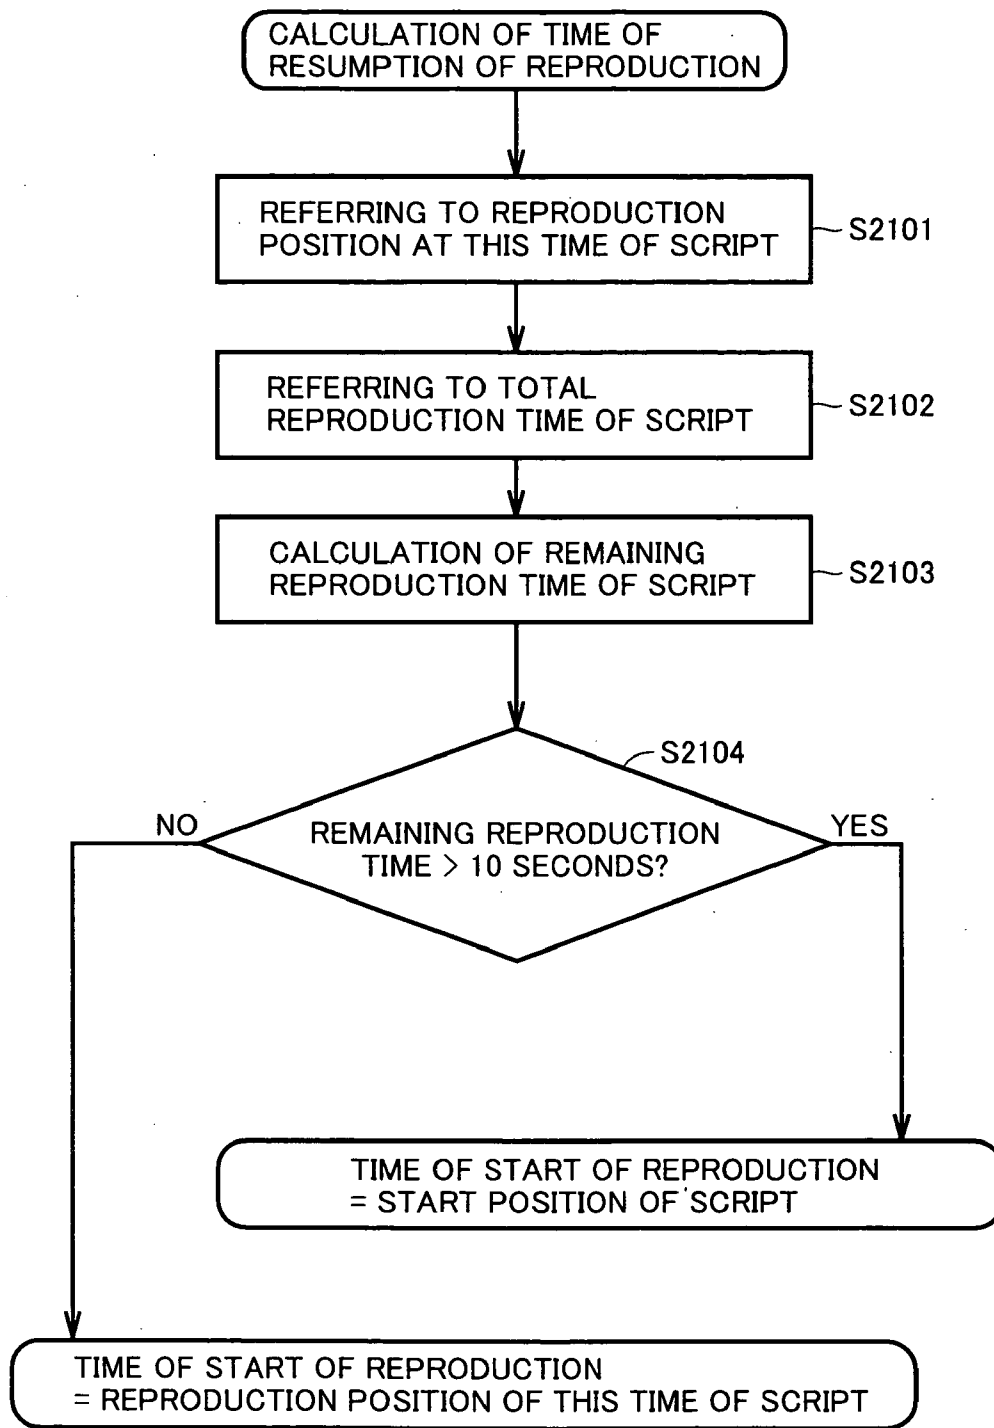 CALCULATION OF TIME OF
RESUMPTION OF REPRODUCTION
REFERRING TO REPRODUCTION
POSITION AT THIS TIME OF SCRIPT
S2101
REFERRING TO TOTAL
REPRODUCTION TIME OF SCRIPT
S2102
CALCULATION OF REMAINING
REPRODUCTION TIME OF SCRIPT
S2103
S2104
NO
REMAINING REPRODUCTION
TIME > 10 SECONDS?
YES
TIME OF START OF REPRODUCTION
= START POSITION OF SCRIPT
TIME OF START OF REPRODUCTION
= REPRODUCTION POSITION OF THIS TIME OF SCRIPT